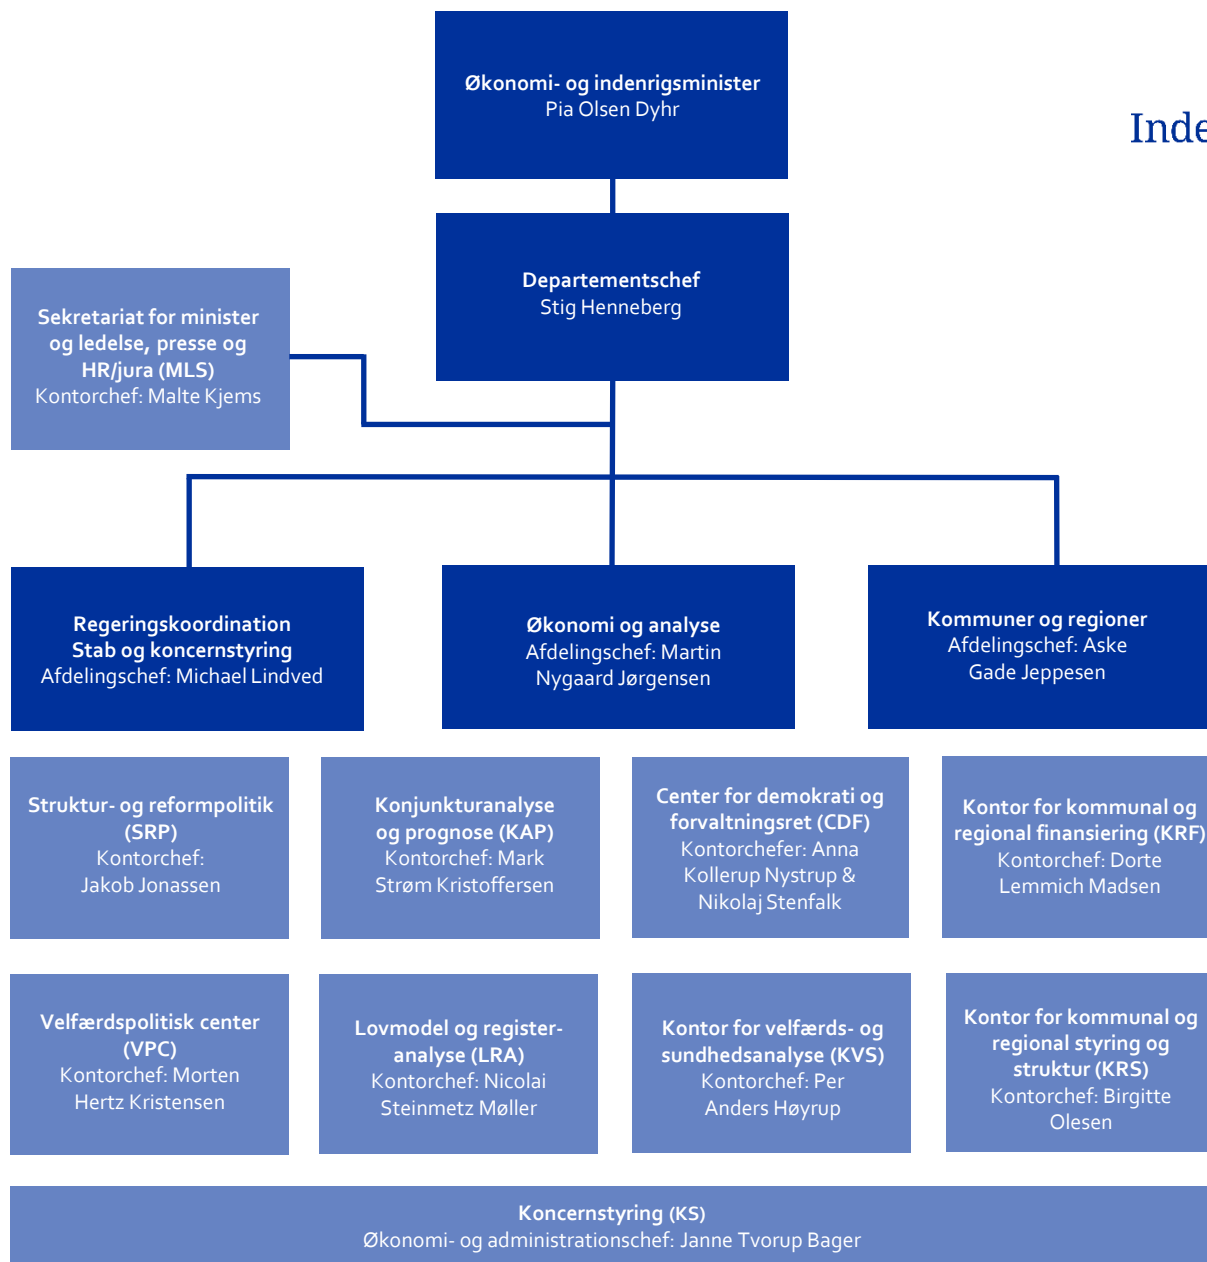 Økonomi- og indenrigsminister
Pia Olsen Dyhr
Inde
Departementschef
Stig Henneberg
Sekretariat for minister
og ledelse, presse og
HR/jura (MLS)
Kontorchef: Malte Kjems
Regeringskoordination
Stab og koncernstyring
Afdelingschef: Michael Lindved
Økonomi og analyse
Afdelingschef: Martin
Nygaard Jørgensen
Kommuner og regioner
Afdelingschef: Aske
Gade Jeppesen
Struktur- og reformpolitik
(SRP)
Kontorchef:
Jakob Jonassen
Konjunkturanalyse
og prognose (KAP)
Kontorchef: Mark
Strøm Kristoffersen
Center for demokrati og
forvaltningsret (CDF)
Kontorchefer: Anna
Kollerup Nystrup &
Nikolaj Stenfalk
Kontor for kommunal og
regional finansiering (KRF)
Kontorchef: Dorte
Lemmich Madsen
Velfærdspolitisk center
(VPC)
Kontorchef: Morten
Hertz Kristensen
Lovmodel og register-
analyse (LRA)
Kontorchef: Nicolai
Steinmetz Møller
Kontor for velfærds- og
sundhedsanalyse (KVS)
Kontorchef: Per
Anders Høyrup
Kontor for kommunal og
regional styring og
struktur (KRS)
Kontorchef: Birgitte
Olesen
Koncernstyring (KS)
Økonomi- og administrationschef: Janne Tvorup Bager